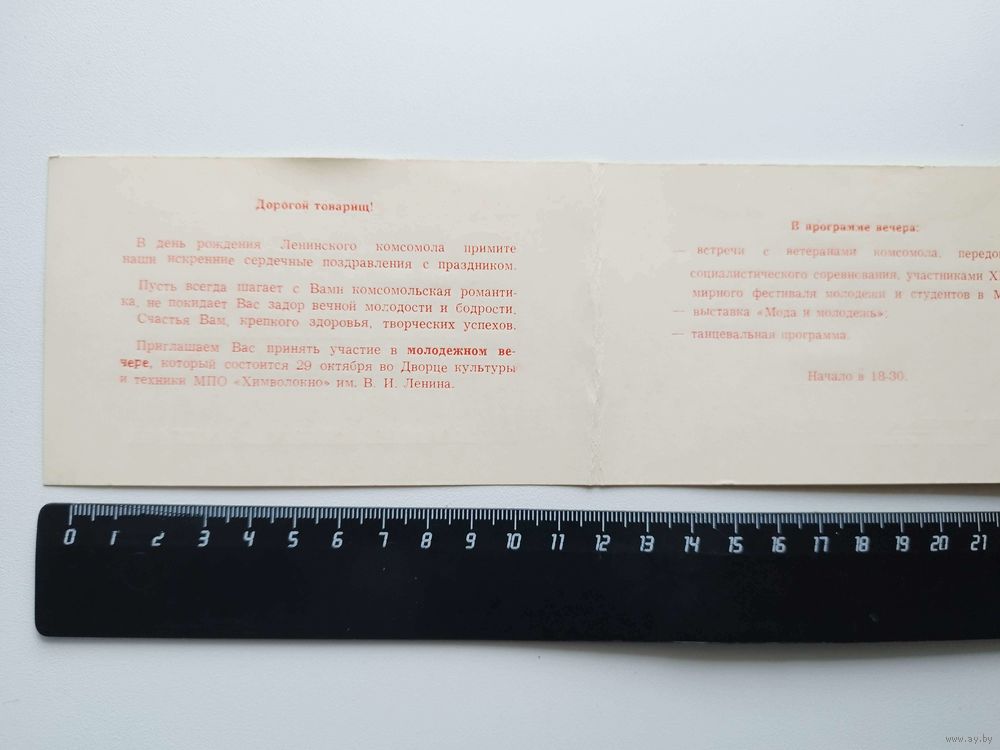 Дорогой товарищ!
В день рождения Ленинского комсомола примите
наши искренние сердечные поздравления с праздником.
Пусть всегда шагает с Вами комсомольская романти-
ка, не покидает Вас задор вечной молодости и бодрости.
Счастья Вам, крепкого здоровья, творческих успехов.
Приглашаем Вас принять участие в молодежном ве-
чере, который состоится 29 октября во Дворце культуры
и техники МПО «Химволокно» им. В. И. Ленина.
В программе вечера:
— встречи с ветеранами комсомола, передо
социалистического соревнования, участниками X
мирного фестиваля молодежи и студентов в М
— выставка «Мода и молодежь»;
— танцевальная программа.
Начало в 18-30.
0 1 2 3 4 5 6 7 8 9 10 11 12 13 14 15 16 17 18 19 20 21
www.ay.by